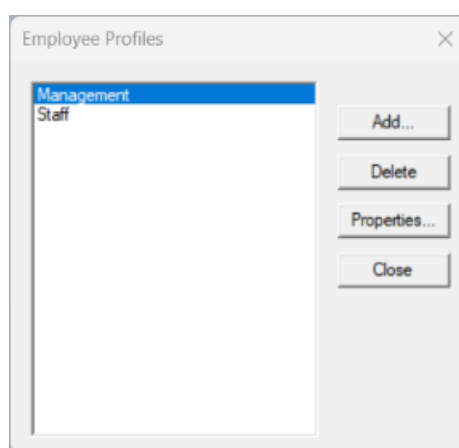 Employee Profiles
Management
Staff
Add...
Delete
Properties...
Close